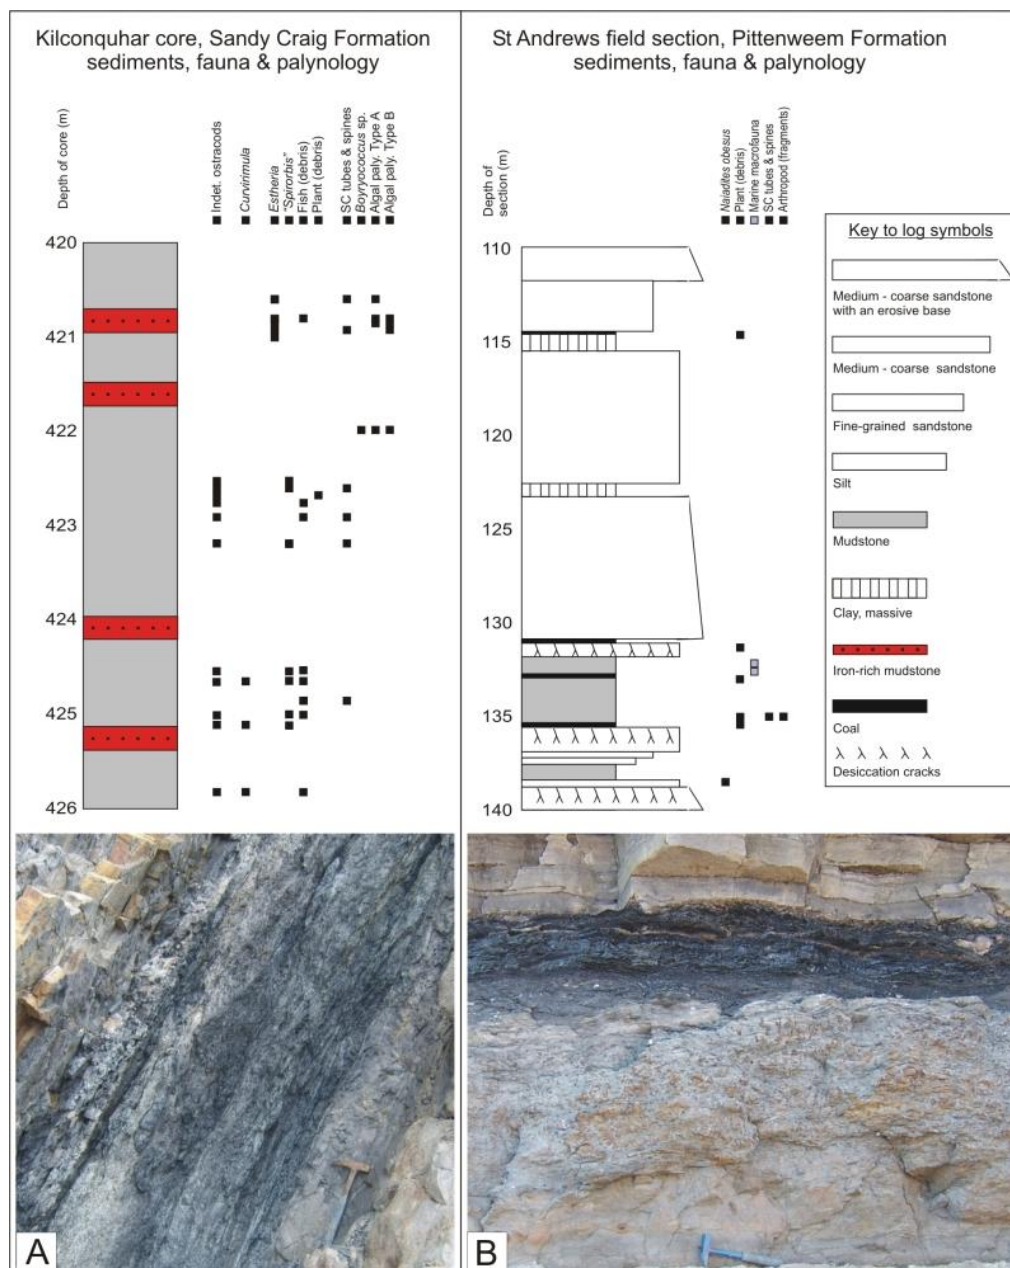 Kilconquhar core, Sandy Craig Formation
sediments, fauna & palynology
Depth of core (m)
Indet. ostracods
Curvirimula
Estheria
"Spirorbis"
Fish (debris)
Plant (debris)
SC tubes & spines
Boryococcus sp.
Algal paly. Type A
Algal paly. Type B
420
421
422
423
424
425
426
A
St Andrews field section, Pittenweem Formation
sediments, fauna & palynology
Depth of
section (m)
Naiadites obesus
Plant (debris)
Marine macrofauna
SC tubes & spines
Arthropod (fragments)
110
115
120
125
130
135
140
Key to log symbols
Medium - coarse sandstone
with an erosive base
Medium - coarse sandstone
Fine-grained sandstone
Silt
Mudstone
Clay, massive
Iron-rich mudstone
Coal
Desiccation cracks
B